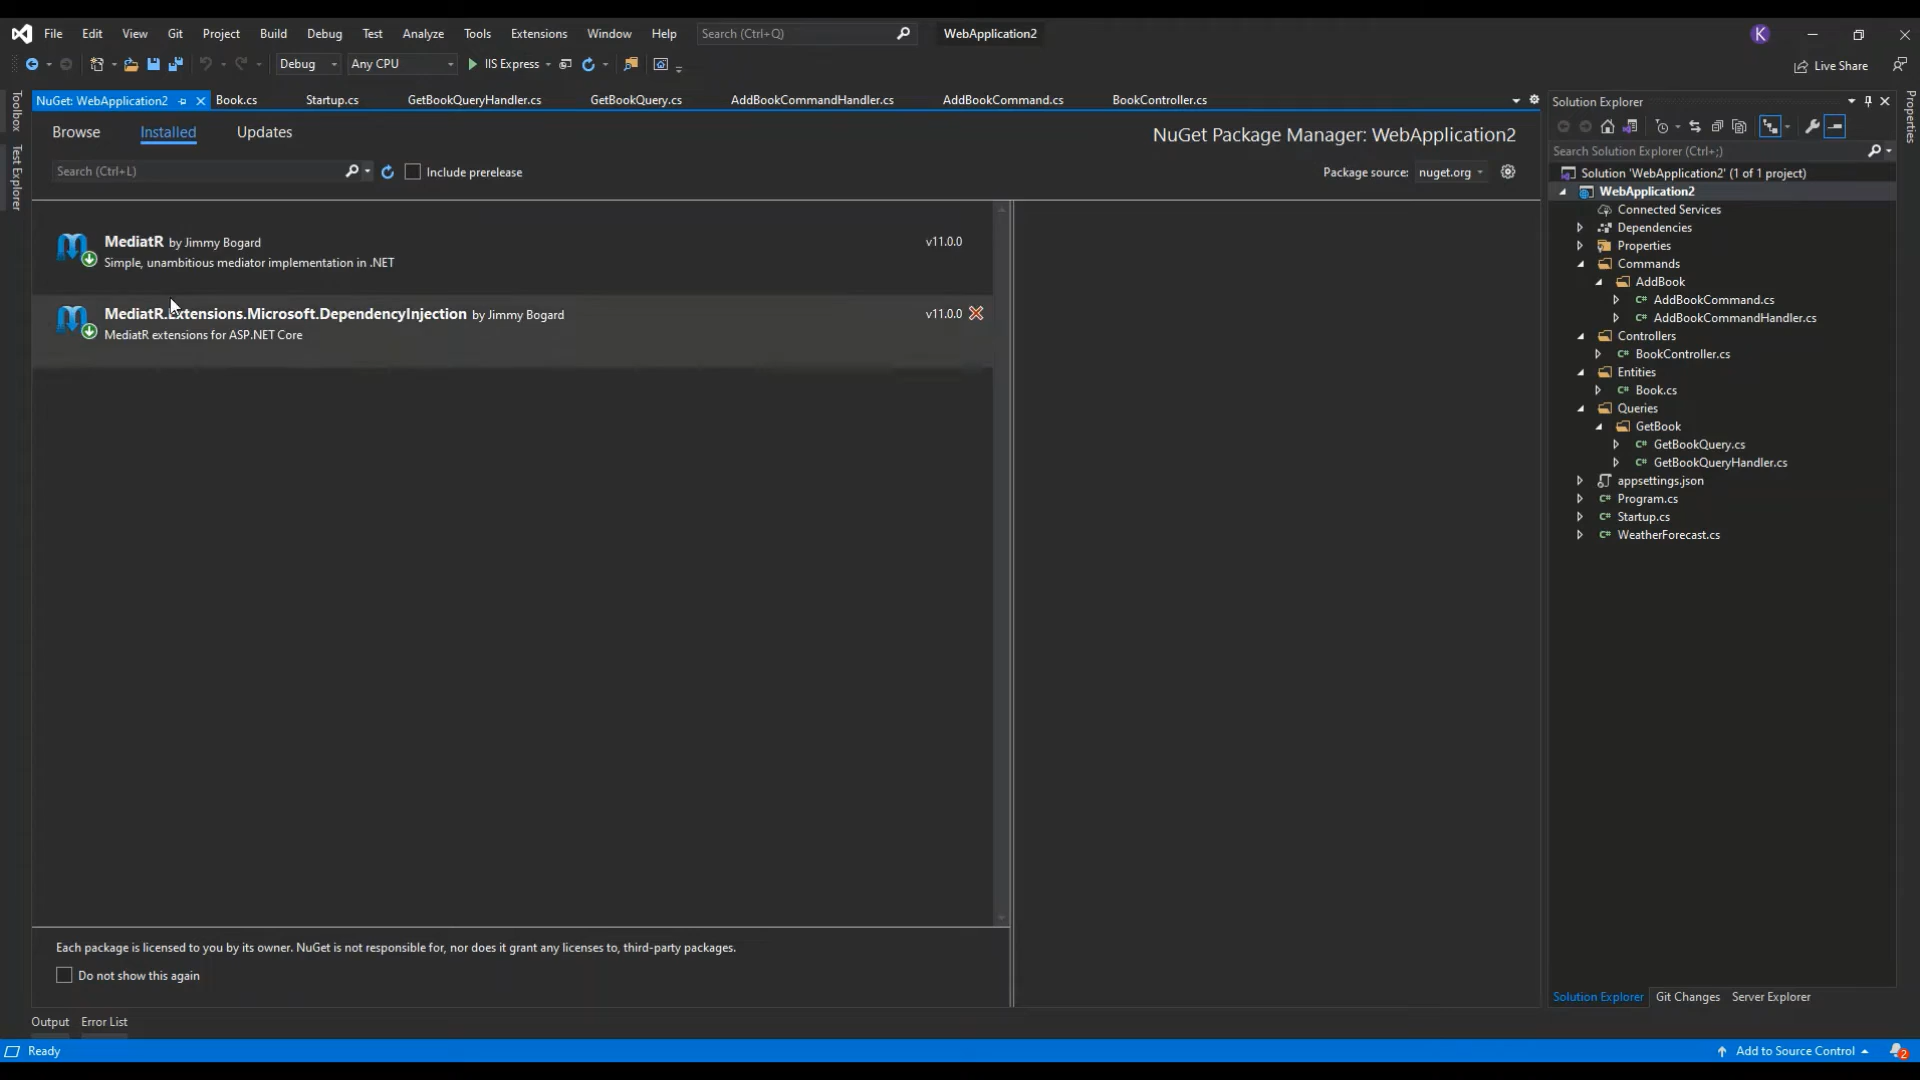 File Edit View Git Project Build Debug Test Analyze Tools Extensions Window Help Search (Ctrl+Q) WebApplication2 K
Debug Any CPU IIS Express Live Share
NuGet: WebApplication2 Book.cs Startup.cs GetBookQueryHandler.cs GetBookQuery.cs AddBookCommandHandler.cs AddBookCommand.cs BookController.cs
Toolbox
Test Explorer
Browse Installed Updates
NuGet Package Manager: WebApplication2
Search (Ctrl+L) Include prerelease
Package source: nuget.org
MediatR by Jimmy Bogard v11.0.0
Simple, unambitious mediator implementation in .NET
MediatR.Extensions.Microsoft.DependencyInjection by Jimmy Bogard v11.0.0
MediatR extensions for ASP.NET Core
Each package is licensed to you by its owner. NuGet is not responsible for, nor does it grant any licenses to, third-party packages.
Do not show this again
Solution Explorer
Search Solution Explorer (Ctrl+;)
Solution 'WebApplication2' (1 of 1 project)
WebApplication2
Connected Services
Dependencies
Properties
Commands
AddBook
C# AddBookCommand.cs
C# AddBookCommandHandler.cs
Controllers
C# BookController.cs
Entities
C# Book.cs
Queries
GetBook
C# GetBookQuery.cs
C# GetBookQueryHandler.cs
appsettings.json
C# Program.cs
C# Startup.cs
C# WeatherForecast.cs
Solution Explorer Git Changes Server Explorer
Properties
Output Error List
Ready
Add to Source Control 2